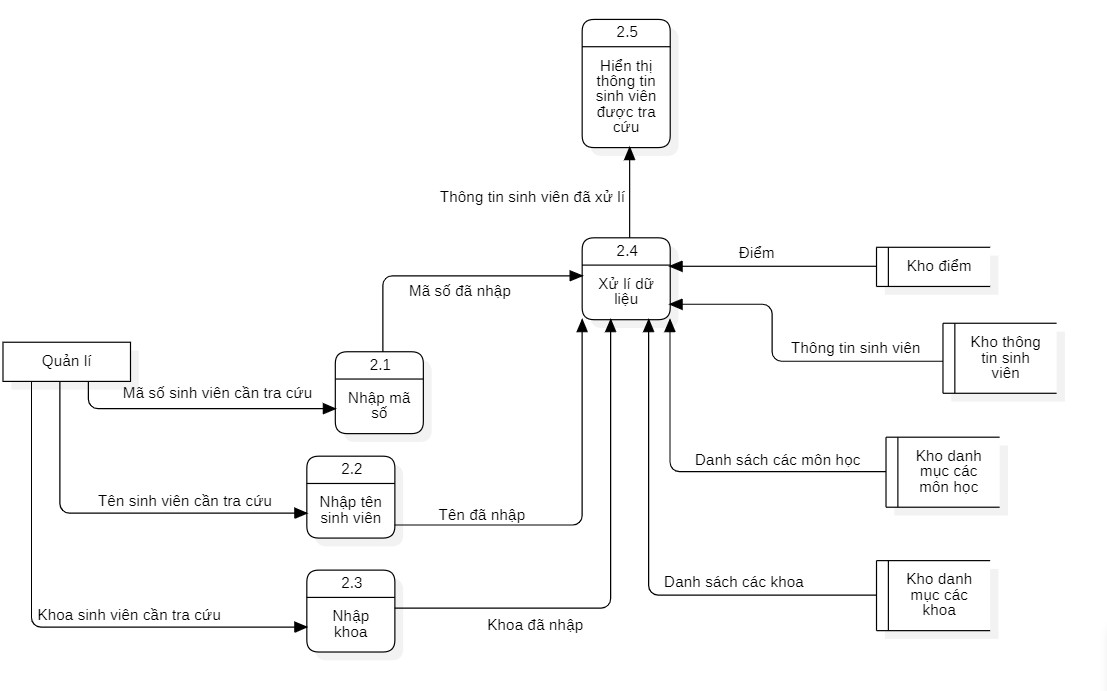 2.5
Hiển thị
thông tin
sinh viên
được tra
cứu
Thông tin sinh viên đã xử lí
2.4
Xử lí dữ
liệu
Điểm
Kho điểm
Mã số đã nhập
Thông tin sinh viên
Kho thông
tin sinh
viên
Quản lí
Mã số sinh viên cần tra cứu
2.1
Nhập mã
số
Danh sách các môn học
Kho danh
mục các
môn học
Tên sinh viên cần tra cứu
2.2
Nhập tên
sinh viên
Tên đã nhập
Danh sách các khoa
Kho danh
mục các
khoa
Khoa sinh viên cần tra cứu
2.3
Nhập
khoa
Khoa đã nhập